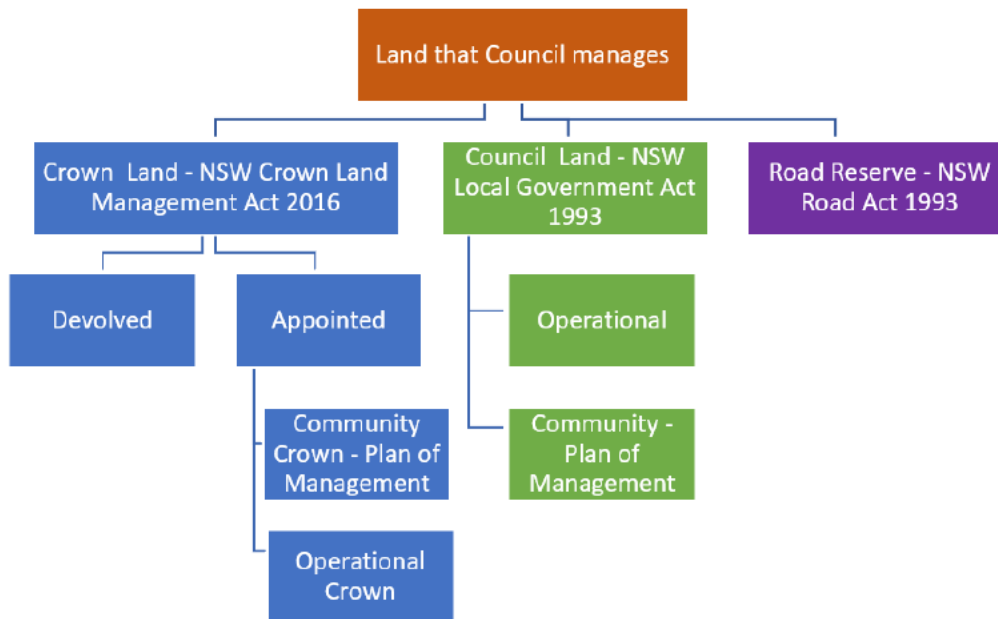 Land that Council manages
Crown Land - NSW Crown Land
Management Act 2016
Council Land - NSW
Local Government Act
1993
Road Reserve - NSW
Road Act 1993
Devolved
Appointed
Operational
Community
Crown - Plan of
Management
Community -
Plan of
Management
Operational
Crown